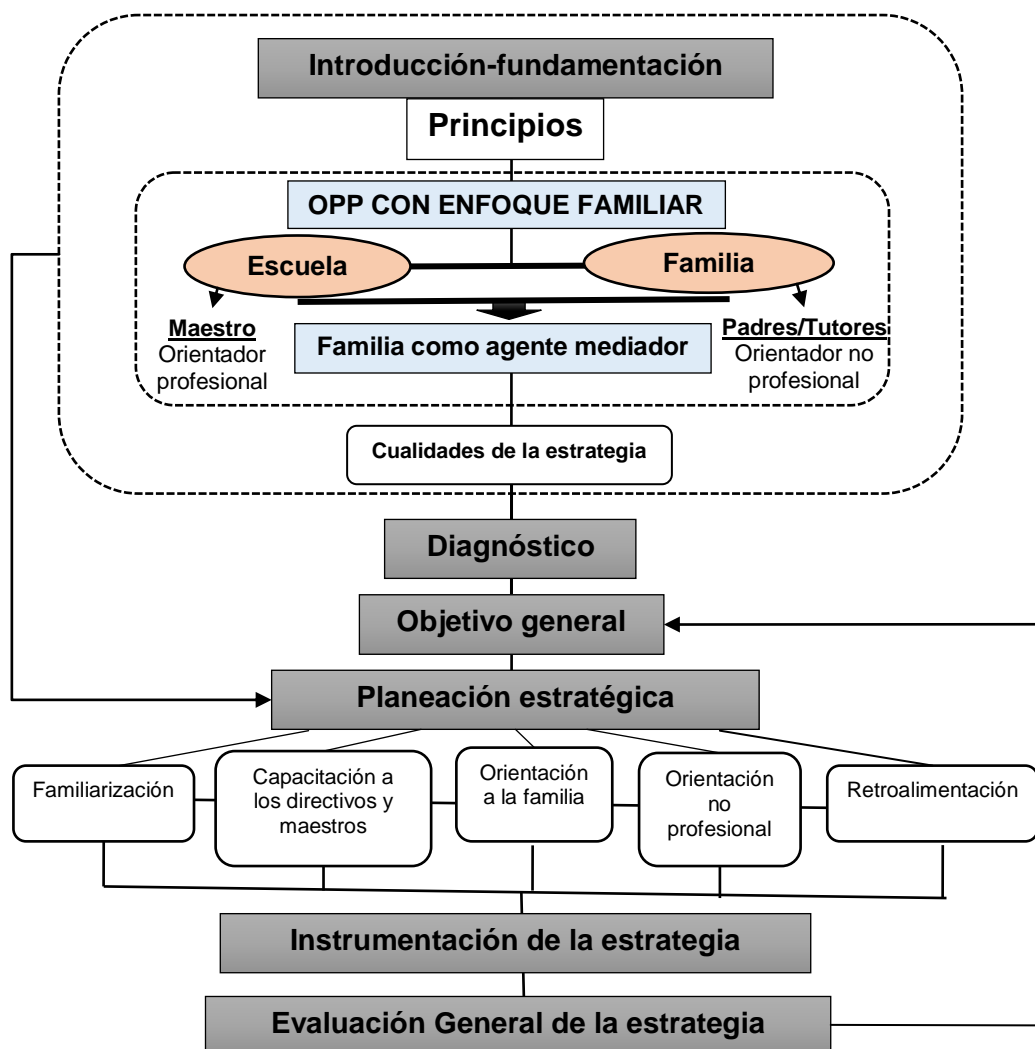 Introducción-fundamentación
Principios
OPP CON ENFOQUE FAMILIAR
Escuela
Familia
Maestro
Orientador
profesional
Padres/Tutores
Orientador no
profesional
Familia como agente mediador
Cualidades de la estrategia
Diagnóstico
Objetivo general
Planeación estratégica
Familiarización
Capacitación a
los directivos y
maestros
Orientación
a la familia
Orientación
no
profesional
Retroalimentación
Instrumentación de la estrategia
Evaluación General de la estrategia